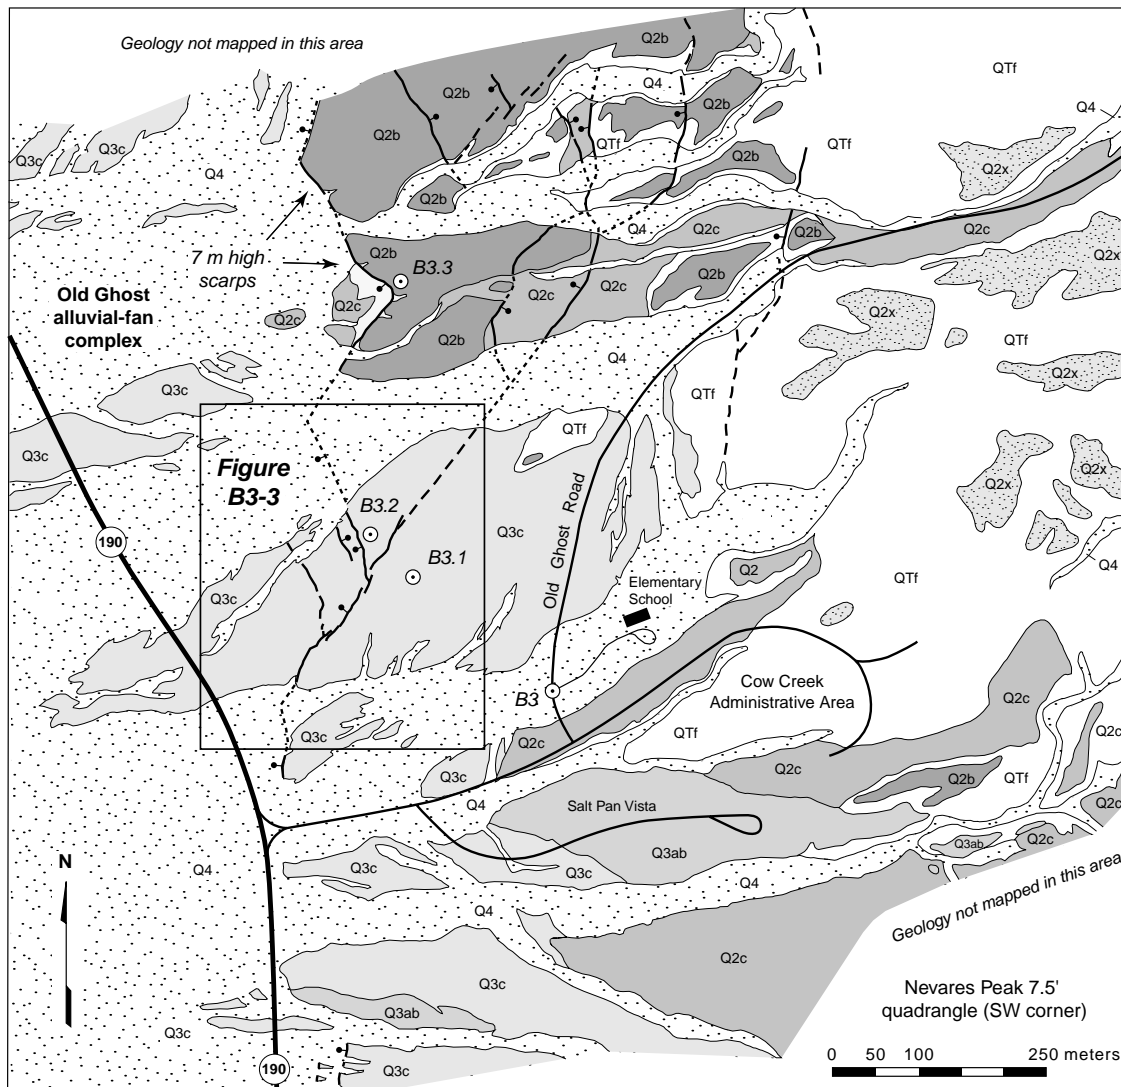 Geology not mapped in this area
Q2b
QTf
Q4
Q2b
Q2b
Q4
Q2b
QTf
QTf
Q3c
Q3c
Q4
Q2b
Q2b
Q2b
Q2x
Q4
Q2c
Q2b
Q2c
7 m high
scarps
Q2b
B3.3
Q2b
Q2x
Old Ghost
alluvial-fan
complex
Q2c
Q2c
Q2c
Q2c
Q2x
QTf
Q2b
Q4
QTf
Q2x
Q3c
QTf
Figure
B3-3
Q3c
Q2x
Q2x
B3.2
Q3c
190
B3.1
Old Ghost Road
Q2
Q4
QTf
Elementary
School
Q3c
Cow Creek
Administrative Area
B3
Q2c
Q3c
Q2c
QTf
Q2c
Q3c
Q2c
Q2b
QTf
Q4
Salt Pan Vista
Q2c
Q3ab
Q3ab
Q2c
N
Q4
Q3c
Q3c
Q4
Geology not mapped in this area
Q4
Q2c
Q3c
Nevares Peak 7.5'
quadrangle (SW corner)
Q3ab
Q3c
190
Q3c
0 50 100 250 meters